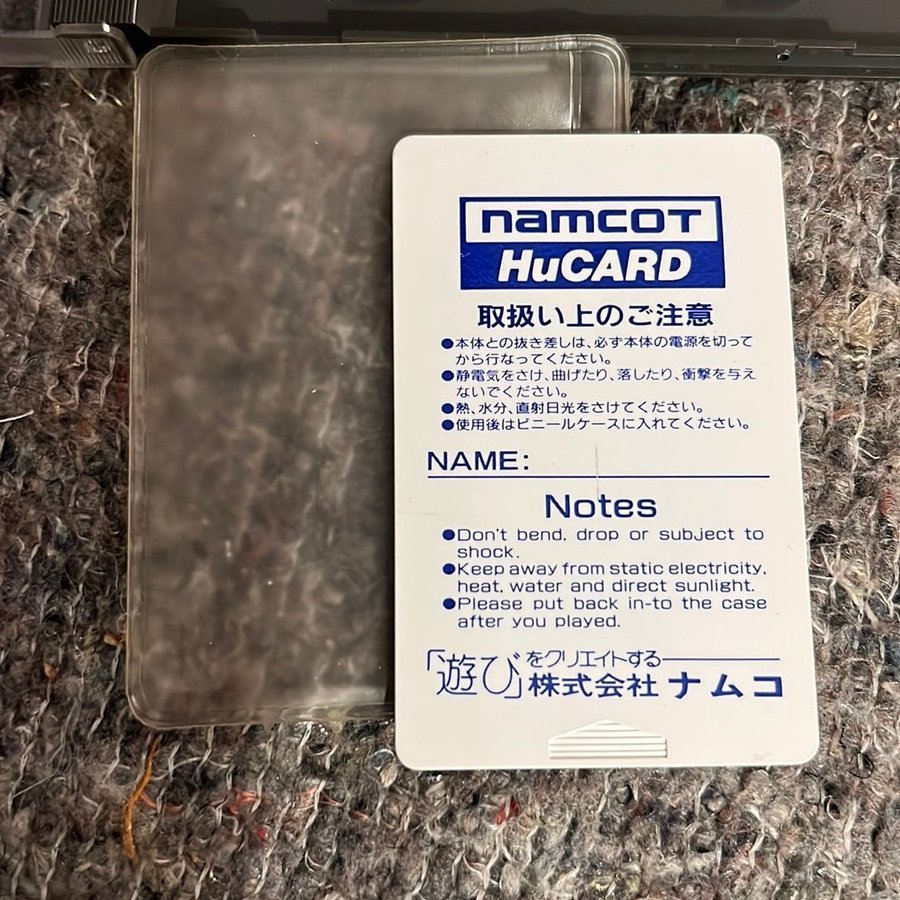 namcoT
HuCARD
取扱い上のご注意
●本体との抜き差しは、必ず本体の電源を切って
から行なってください。
●静電気をさけ、曲げたり、落したり、衝撃を与え
ないでください。
●熱、水分、直射日光をさけてください。
●使用後はビニールケースに入れてください。
NAME:
Notes
●Don't bend, drop or subject to
shock.
●Keep away from static electricity,
heat, water and direct sunlight.
●Please put back in-to the case
after you played.
「遊び」をクリエイトする
株式会社ナムコ